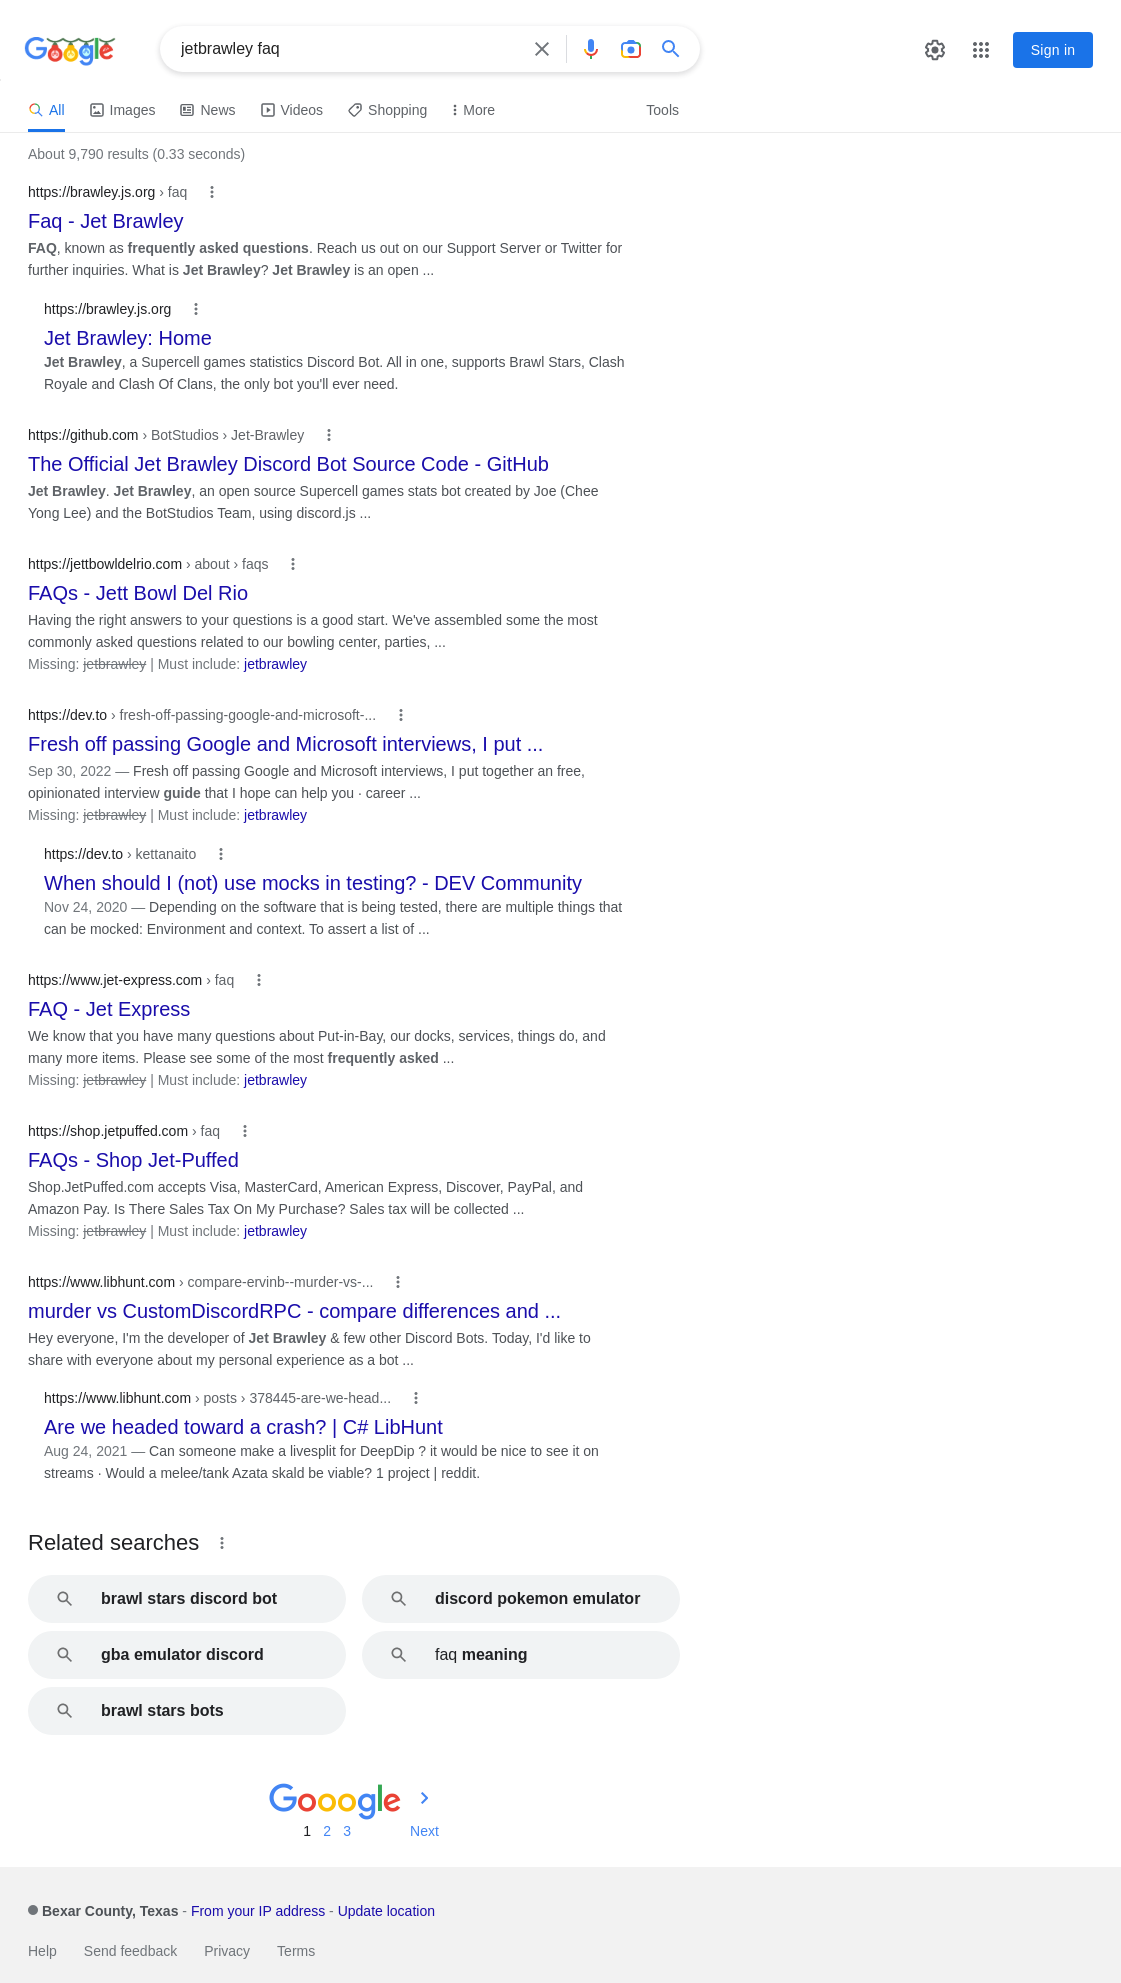 Google
jetbrawley faq
Sign in
All Images News Videos Shopping More Tools
About 9,790 results (0.33 seconds)
https://brawley.js.org › faq
Faq - Jet Brawley
FAQ, known as frequently asked questions. Reach us out on our Support Server or Twitter for
further inquiries. What is Jet Brawley? Jet Brawley is an open ...
https://brawley.js.org
Jet Brawley: Home
Jet Brawley, a Supercell games statistics Discord Bot. All in one, supports Brawl Stars, Clash
Royale and Clash Of Clans, the only bot you'll ever need.
https://github.com › BotStudios › Jet-Brawley
The Official Jet Brawley Discord Bot Source Code - GitHub
Jet Brawley. Jet Brawley, an open source Supercell games stats bot created by Joe (Chee
Yong Lee) and the BotStudios Team, using discord.js ...
https://jettbowldelrio.com › about › faqs
FAQs - Jett Bowl Del Rio
Having the right answers to your questions is a good start. We've assembled some the most
commonly asked questions related to our bowling center, parties, ...
Missing: jetbrawley | Must include: jetbrawley
https://dev.to › fresh-off-passing-google-and-microsoft-...
Fresh off passing Google and Microsoft interviews, I put ...
Sep 30, 2022 — Fresh off passing Google and Microsoft interviews, I put together an free,
opinionated interview guide that I hope can help you · career ...
Missing: jetbrawley | Must include: jetbrawley
https://dev.to › kettanaito
When should I (not) use mocks in testing? - DEV Community
Nov 24, 2020 — Depending on the software that is being tested, there are multiple things that
can be mocked: Environment and context. To assert a list of ...
https://www.jet-express.com › faq
FAQ - Jet Express
We know that you have many questions about Put-in-Bay, our docks, services, things do, and
many more items. Please see some of the most frequently asked ...
Missing: jetbrawley | Must include: jetbrawley
https://shop.jetpuffed.com › faq
FAQs - Shop Jet-Puffed
Shop.JetPuffed.com accepts Visa, MasterCard, American Express, Discover, PayPal, and
Amazon Pay. Is There Sales Tax On My Purchase? Sales tax will be collected ...
Missing: jetbrawley | Must include: jetbrawley
https://www.libhunt.com › compare-ervinb--murder-vs-...
murder vs CustomDiscordRPC - compare differences and ...
Hey everyone, I'm the developer of Jet Brawley & few other Discord Bots. Today, I'd like to
share with everyone about my personal experience as a bot ...
https://www.libhunt.com › posts › 378445-are-we-head...
Are we headed toward a crash? | C# LibHunt
Aug 24, 2021 — Can someone make a livesplit for DeepDip ? it would be nice to see it on
streams · Would a melee/tank Azata skald be viable? 1 project | reddit.
Related searches
brawl stars discord bot
discord pokemon emulator
gba emulator discord
faq meaning
brawl stars bots
Gooogle
1 2 3 Next
Bexar County, Texas - From your IP address - Update location
Help Send feedback Privacy Terms